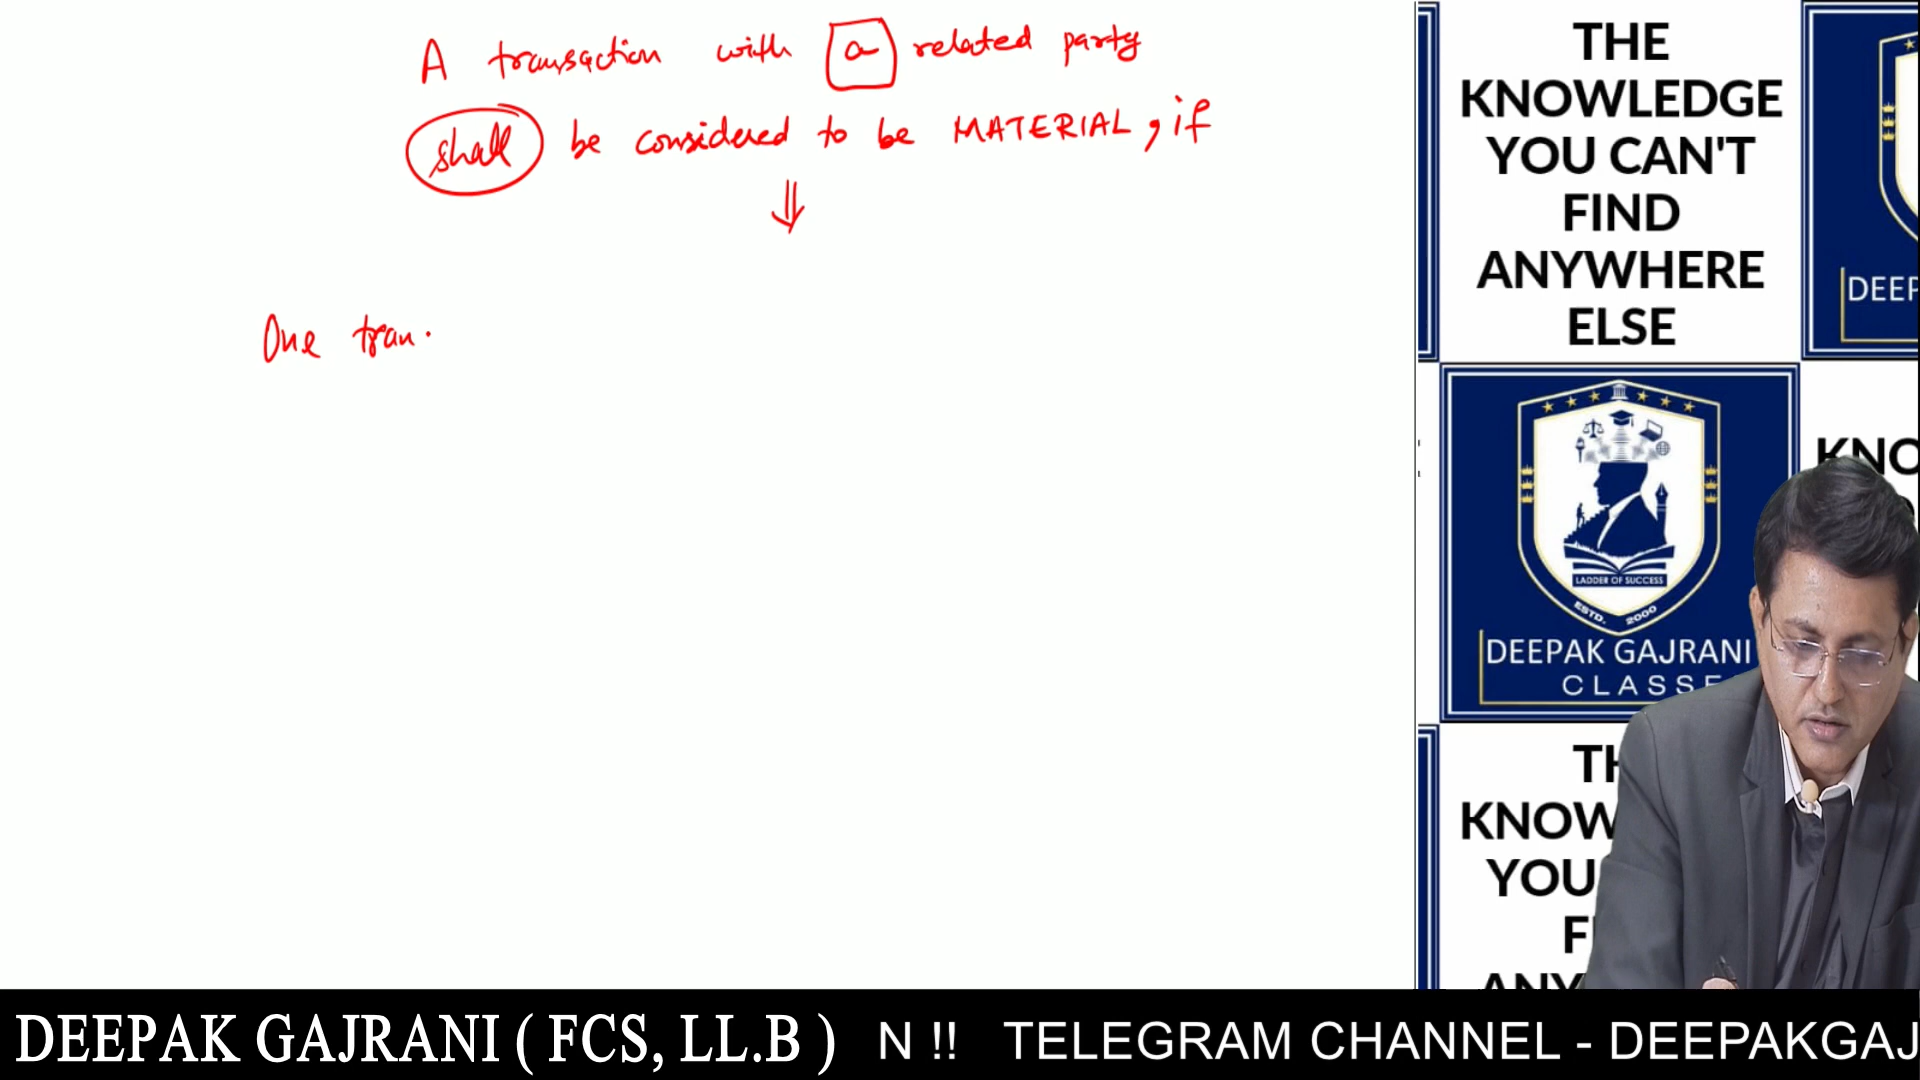 A transaction with a related party
shall be considered to be MATERIAL, if
One tran.
THE
KNOWLEDGE
YOU CAN'T
FIND
ANYWHERE
ELSE
DEEP
KNO
LADDER OF SUCCESS
ESTD. 2000
DEEPAK GAJRANI
CLASSE
TH
KNOW
YOU
F
ANY
DEEPAK GAJRANI ( FCS, LL.B ) N !! TELEGRAM CHANNEL - DEEPAKGAJ